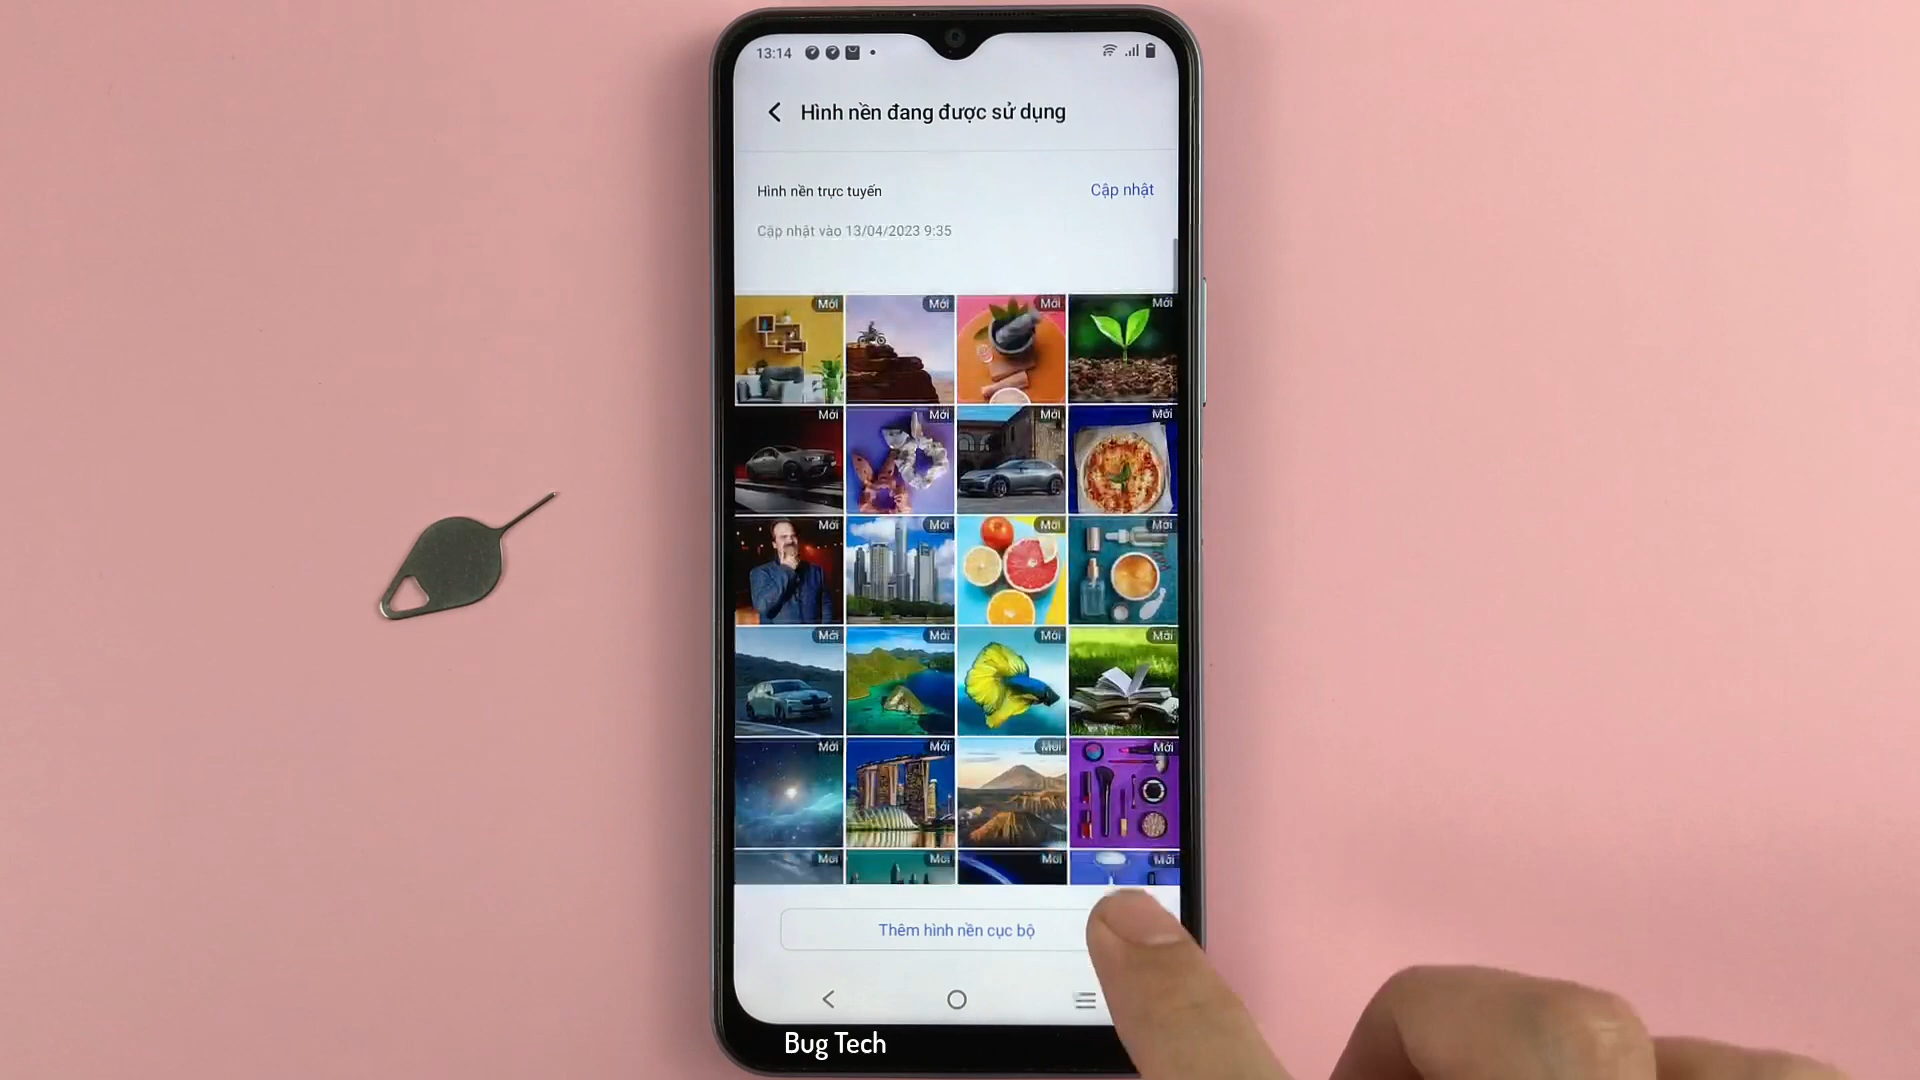 13:14
Hình nền đang được sử dụng
Hình nền trực tuyến
Cập nhật
Cập nhật vào 13/04/2023 9:35
Mới Mới Mới Mới
Mới Mới Mới Mới
Mới Mới Mới Mới
Mới Mới Mới Mới
Mới Mới Mới Mới
Mới Mới Mới Mới
Thêm hình nền cục bộ
Bug Tech